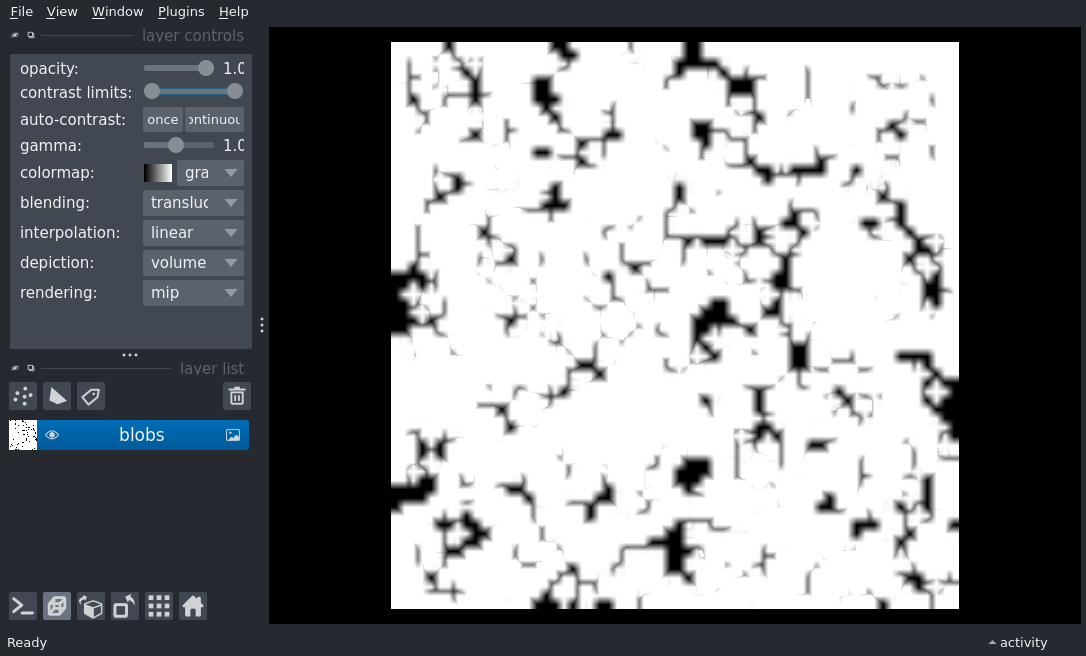 File View Window Plugins Help
layer controls
opacity: 1.0
contrast limits:
auto-contrast: once ontinuou
gamma: 1.0
colormap: gra
blending: transluc
interpolation: linear
depiction: volume
rendering: mip
layer list
blobs
Ready
activity